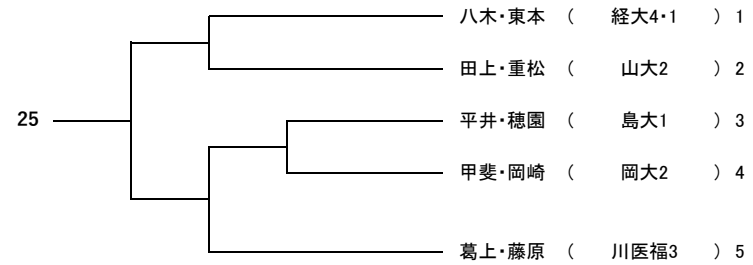 八木・東本 （ 経大4・1 ） 1
田上・重松 （ 山大2 ） 2
25
平井・穂園 （ 島大1 ） 3
甲斐・岡崎 （ 岡大2 ） 4
葛上・藤原 （ 川医福3 ） 5